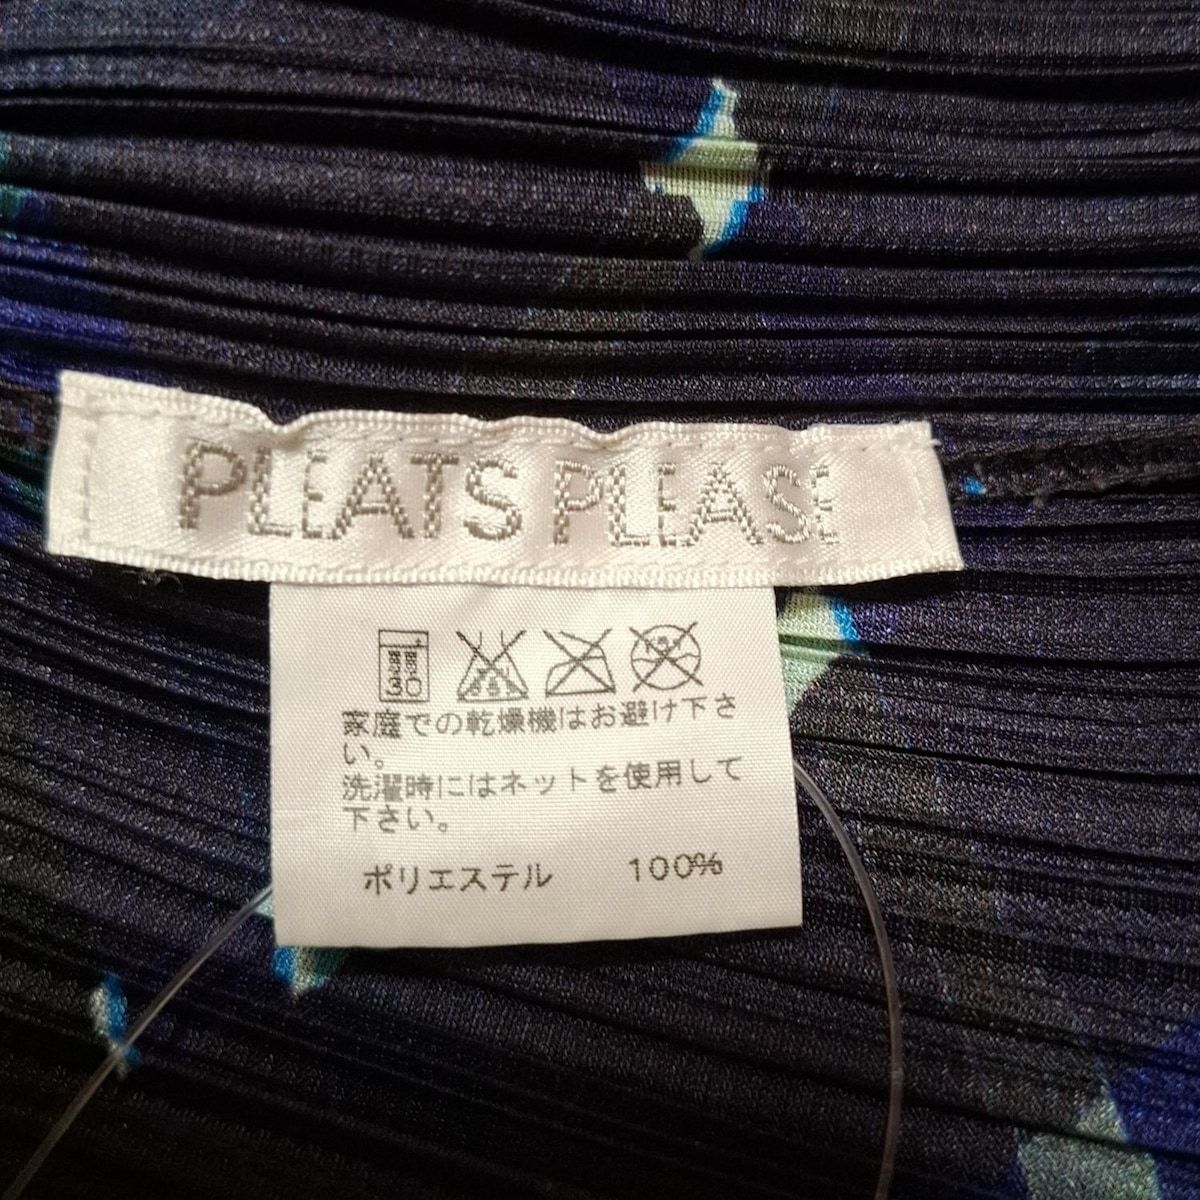 PLEATS PLEASE
家庭での乾燥機はお避け下さ
い。
洗濯時にはネットを使用して
下さい。
ポリエステル 100%